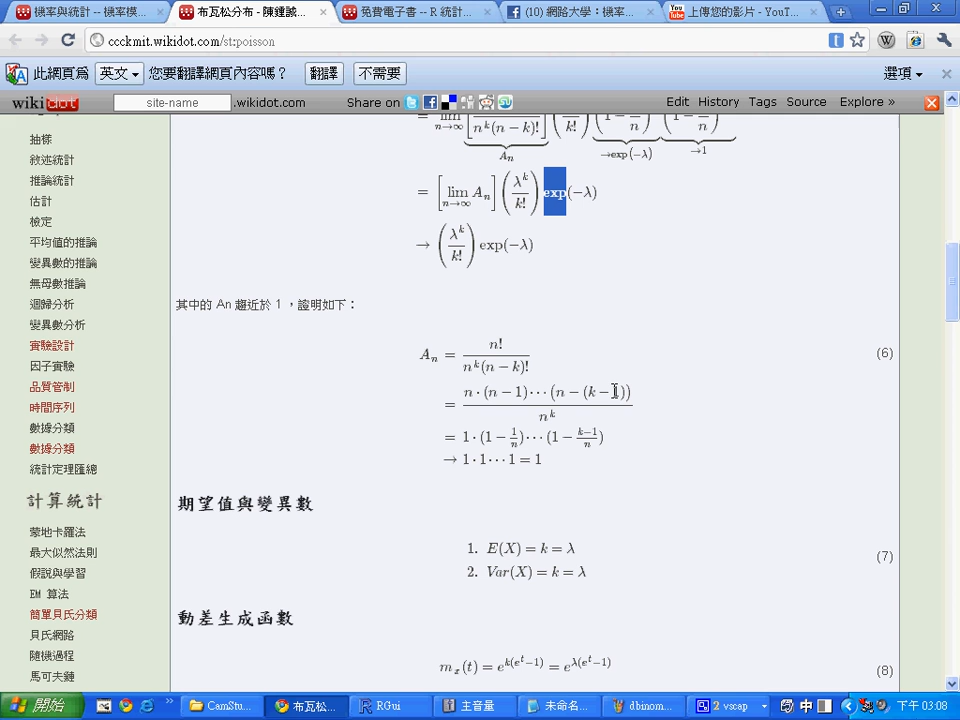 機率與統計 -- 機率模...
布瓦松分布 - 陳鍾誠...
免費電子書 -- R 統計...
(10) 網路大學：機率...
上傳您的影片 - YouT...
ccckmit.wikidot.com/st:poisson
此網頁為 英文 您要翻譯網頁內容嗎？ 翻譯 不需要 選項
wikidot site-name .wikidot.com Share on Edit History Tags Source Explore »
抽樣
敘述統計
推論統計
估計
檢定
平均值的推論
變異數的推論
無母數推論
迴歸分析
變異數分析
實驗設計
因子實驗
品質管制
時間序列
數據分類
數據分類
統計定理匯總
計算統計
蒙地卡羅法
最大似然法則
假說與學習
EM 算法
簡單貝氏分類
貝氏網路
隨機過程
馬可夫鏈
= lim n→∞ [n^k(n − k)!] A_n (k!) (1 − n) →exp(−λ) (1 − n) →1
= [lim n→∞ A_n] (λ^k / k!) exp(−λ)
→ (λ^k / k!) exp(−λ)
其中的 An 趨近於 1 ，證明如下：
A_n = n! / n^k(n − k)! (6)
= n · (n − 1) ··· (n − (k − 1)) / n^k
= 1 · (1 − 1/n) ··· (1 − k−1/n)
→ 1 · 1 ··· 1 = 1
期望值與變異數
1. E(X) = k = λ (7)
2. Var(X) = k = λ
動差生成函數
m_x(t) = e^{k(e^t−1)} = e^{λ(e^t−1)} (8)
開始 CamStu... 布瓦松... RGui 主音量 未命名... dbinom... 2 vscap 中 下午 03:08